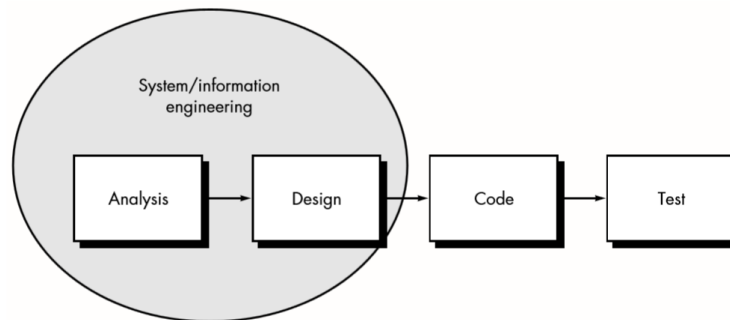 System/information
engineering
Analysis
Design
Code
Test